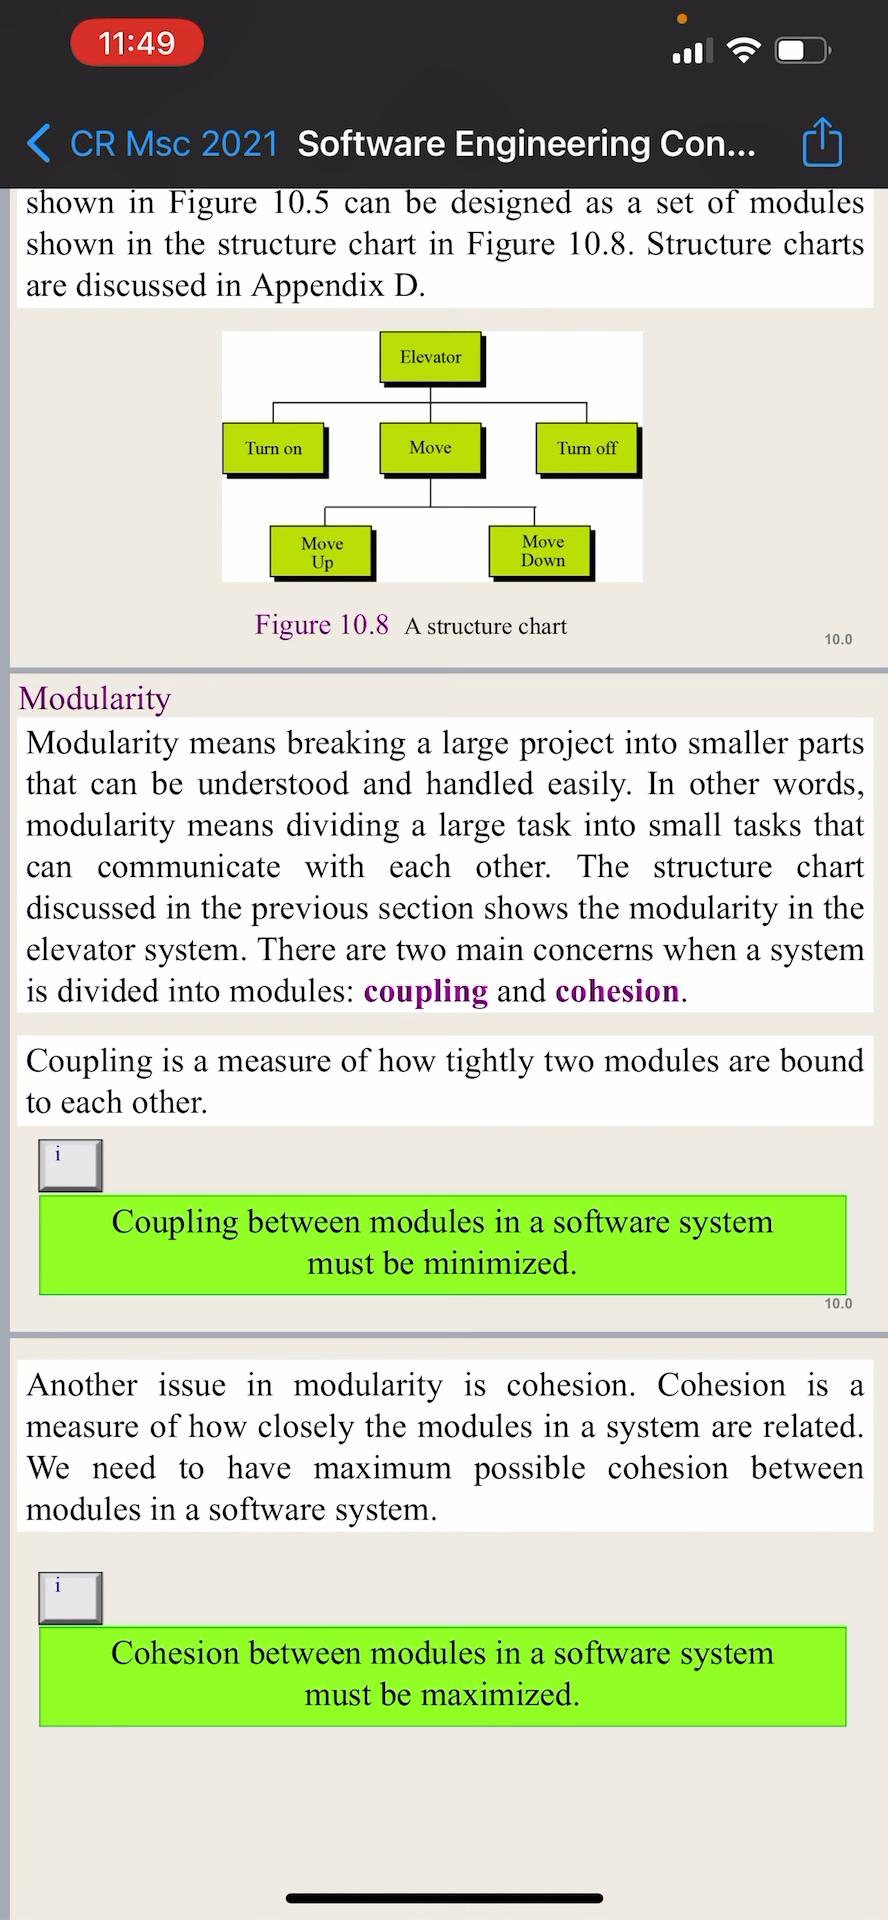 11:49
CR Msc 2021 Software Engineering Con...
shown in Figure 10.5 can be designed as a set of modules
shown in the structure chart in Figure 10.8. Structure charts
are discussed in Appendix D.
Elevator
Turn on
Move
Turn off
Move
Up
Move
Down
Figure 10.8 A structure chart
10.0
Modularity
Modularity means breaking a large project into smaller parts
that can be understood and handled easily. In other words,
modularity means dividing a large task into small tasks that
can communicate with each other. The structure chart
discussed in the previous section shows the modularity in the
elevator system. There are two main concerns when a system
is divided into modules: coupling and cohesion.
Coupling is a measure of how tightly two modules are bound
to each other.
i
Coupling between modules in a software system
must be minimized.
10.0
Another issue in modularity is cohesion. Cohesion is a
measure of how closely the modules in a system are related.
We need to have maximum possible cohesion between
modules in a software system.
i
Cohesion between modules in a software system
must be maximized.